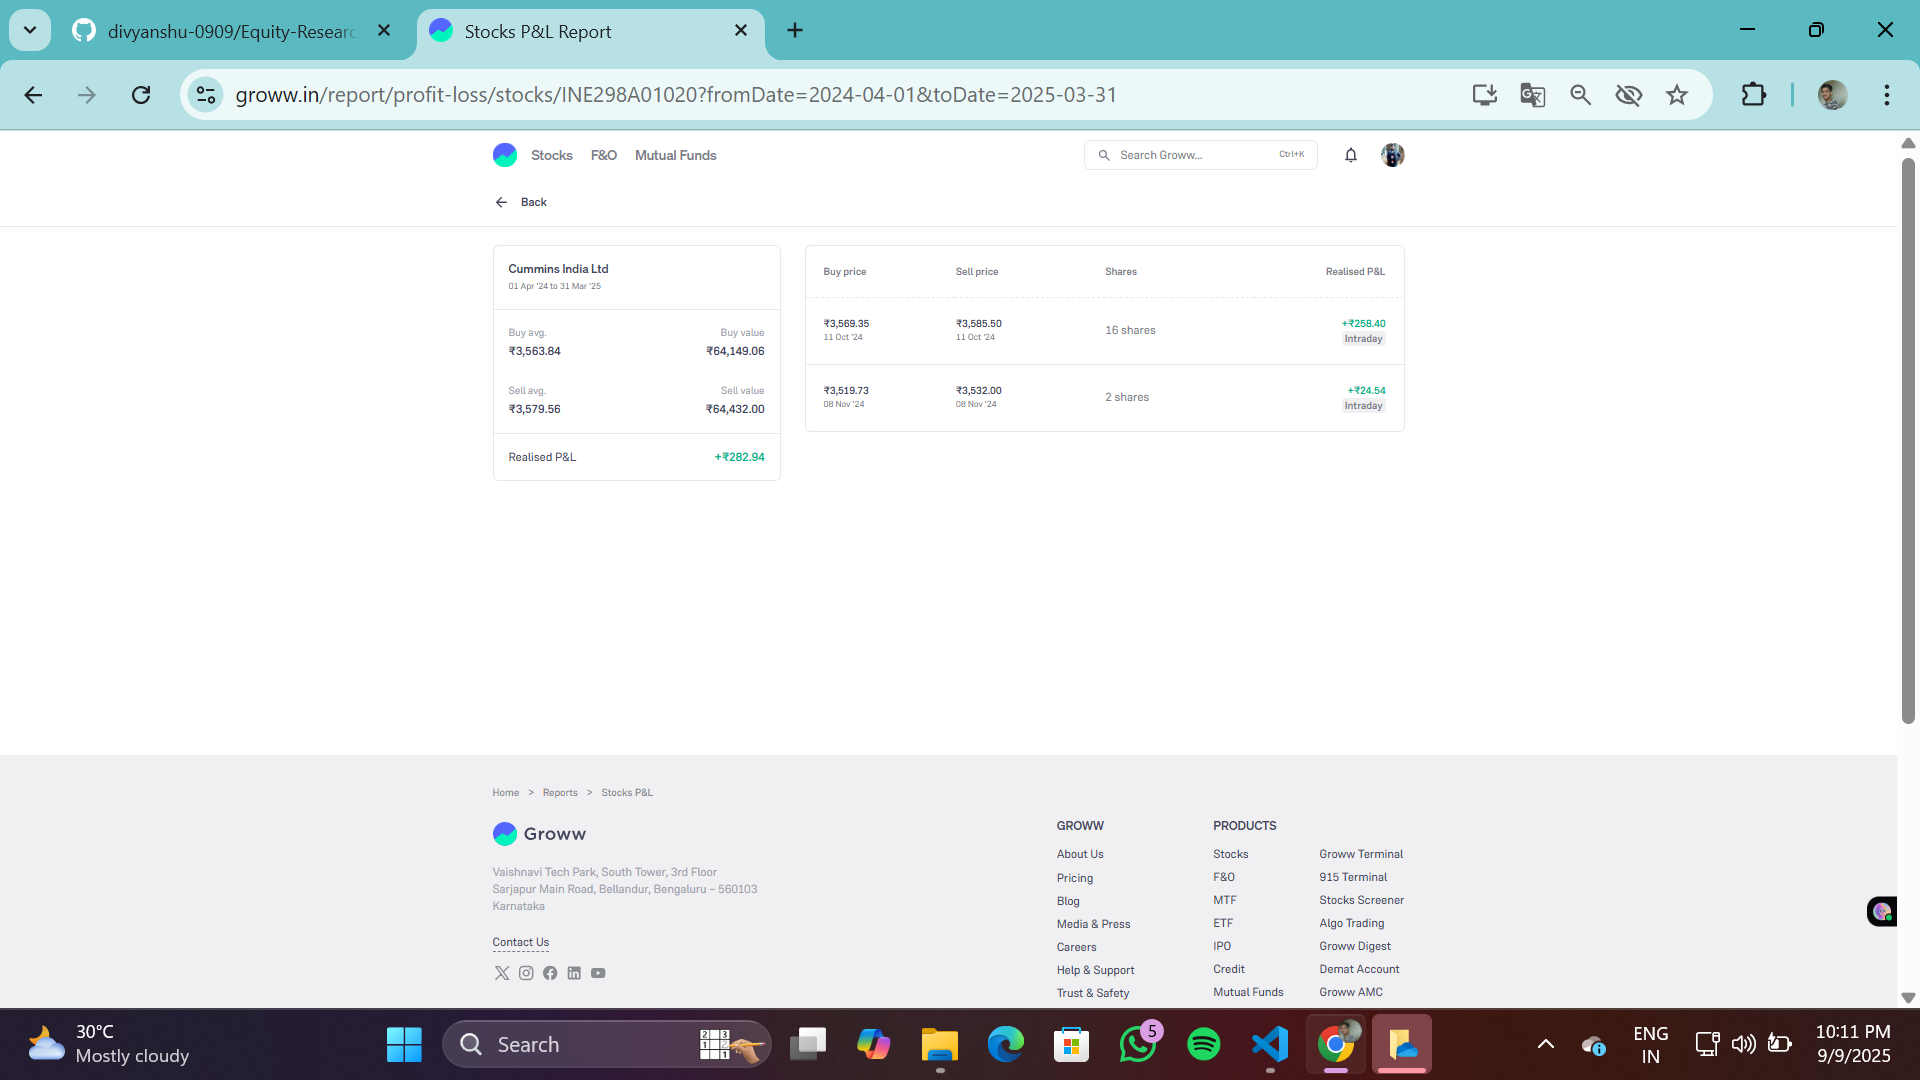 divyanshu-0909/Equity-Researc
Stocks P&L Report
groww.in/report/profit-loss/stocks/INE298A01020?fromDate=2024-04-01&toDate=2025-03-31
Stocks F&O Mutual Funds
Search Groww... Ctrl+K
Back
Cummins India Ltd
01 Apr '24 to 31 Mar '25
Buy avg. Buy value
₹3,563.84 ₹64,149.06
Sell avg. Sell value
₹3,579.56 ₹64,432.00
Realised P&L +₹282.94
Buy price Sell price Shares Realised P&L
₹3,569.35 ₹3,585.50 16 shares +₹258.40
11 Oct '24 11 Oct '24 Intraday
₹3,519.73 ₹3,532.00 2 shares +₹24.54
08 Nov '24 08 Nov '24 Intraday
Home > Reports > Stocks P&L
Groww
Vaishnavi Tech Park, South Tower, 3rd Floor
Sarjapur Main Road, Bellandur, Bengaluru – 560103
Karnataka
Contact Us
GROWW
About Us
Pricing
Blog
Media & Press
Careers
Help & Support
Trust & Safety
PRODUCTS
Stocks Groww Terminal
F&O 915 Terminal
MTF Stocks Screener
ETF Algo Trading
IPO Groww Digest
Credit Demat Account
Mutual Funds Groww AMC
30°C
Mostly cloudy
Search
5
ENG
IN
10:11 PM
9/9/2025